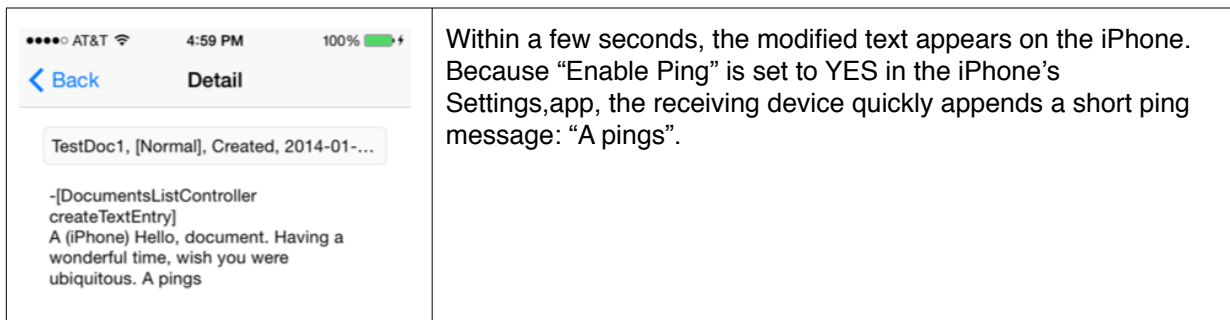 ●●●●○ AT&T 4:59 PM 100%
Back Detail
TestDoc1, [Normal], Created, 2014-01-...
-[DocumentsListController
createTextEntry]
A (iPhone) Hello, document. Having a
wonderful time, wish you were
ubiquitous. A pings
Within a few seconds, the modified text appears on the iPhone.
Because “Enable Ping” is set to YES in the iPhone’s
Settings,app, the receiving device quickly appends a short ping
message: “A pings”.